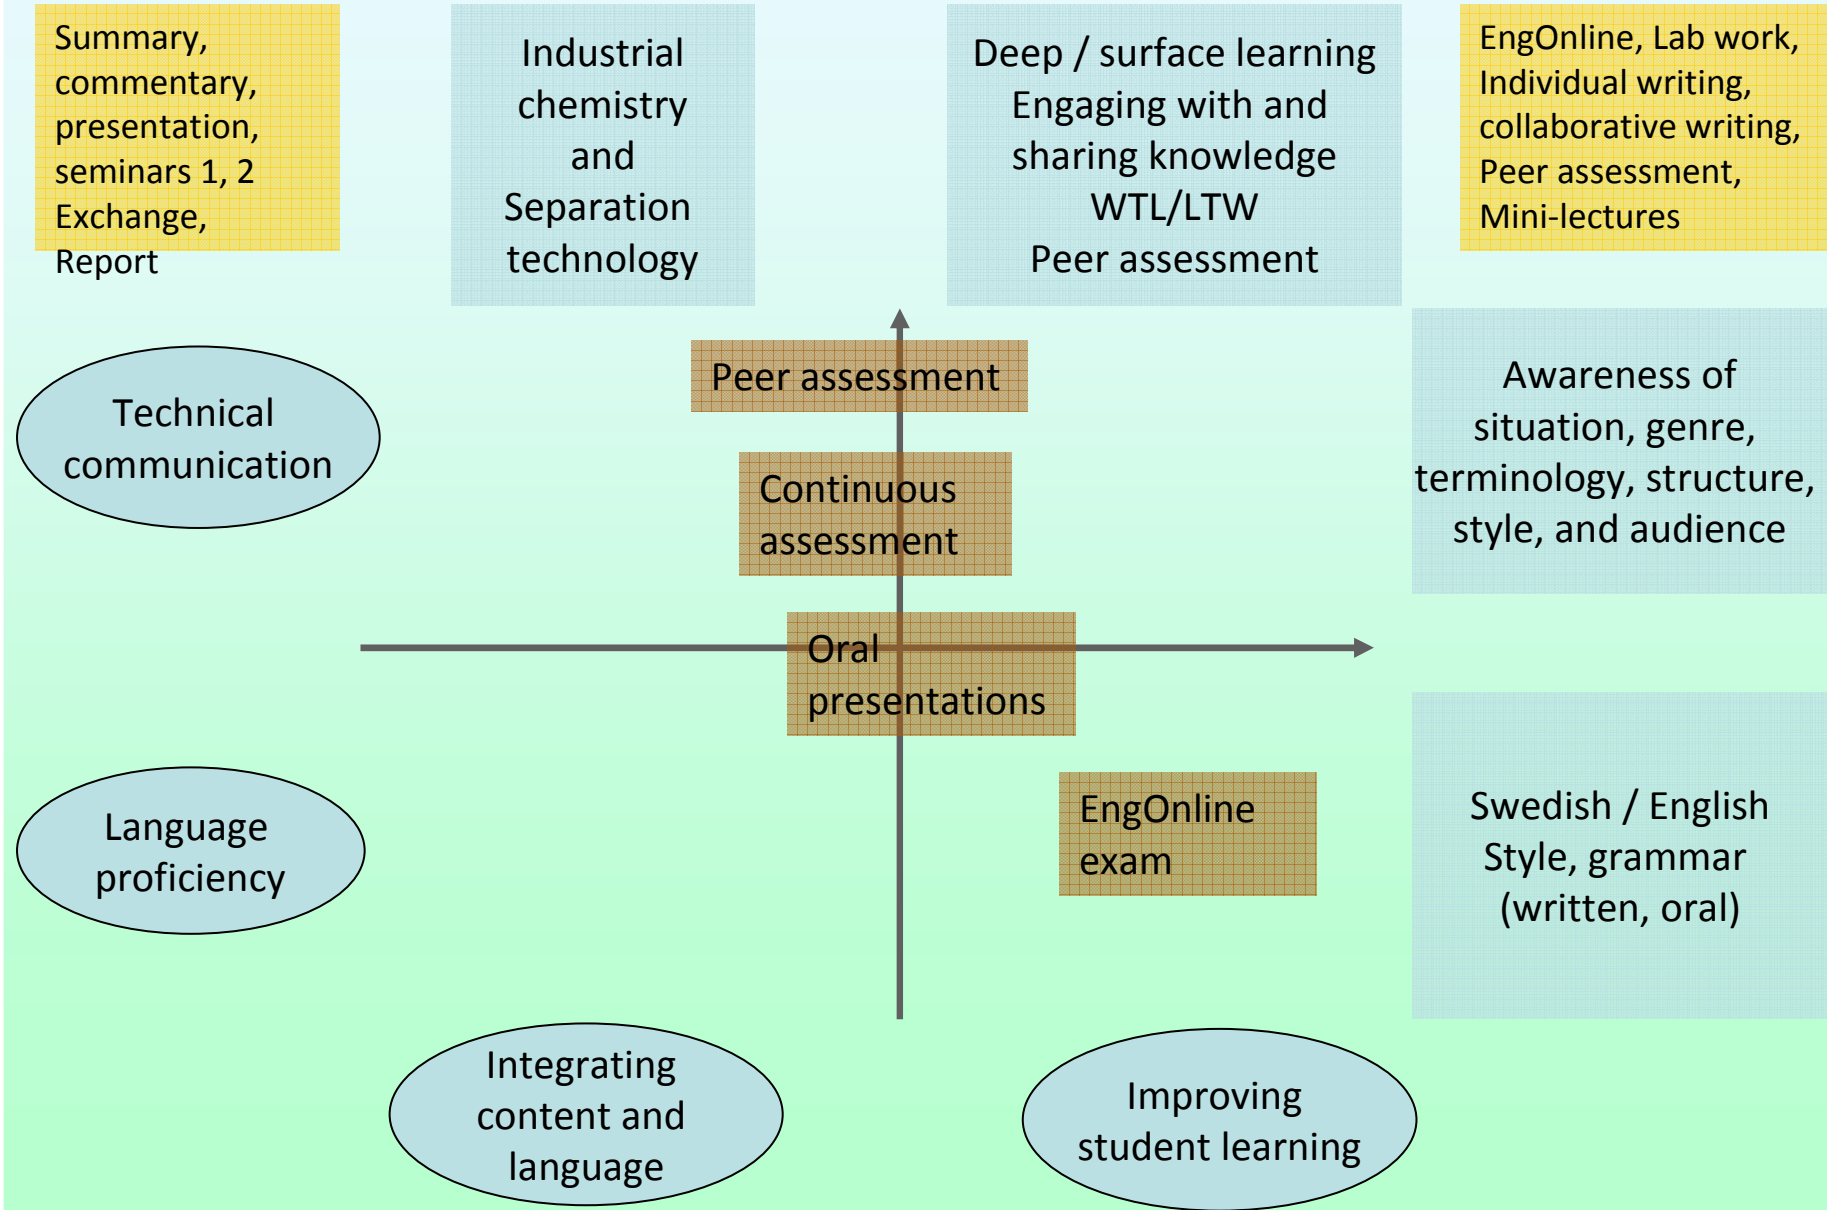 Summary,
commentary,
presentation,
seminars 1, 2
Exchange,
Report
Industrial
chemistry
and
Separation
technology
Deep / surface learning
Engaging with and
sharing knowledge
WTL/LTW
Peer assessment
EngOnline, Lab work,
Individual writing,
collaborative writing,
Peer assessment,
Mini-lectures
Technical
communication
Peer assessment
Continuous
assessment
Awareness of
situation, genre,
terminology, structure,
style, and audience
Oral
presentations
Language
proficiency
EngOnline
exam
Swedish / English
Style, grammar
(written, oral)
Integrating
content and
language
Improving
student learning